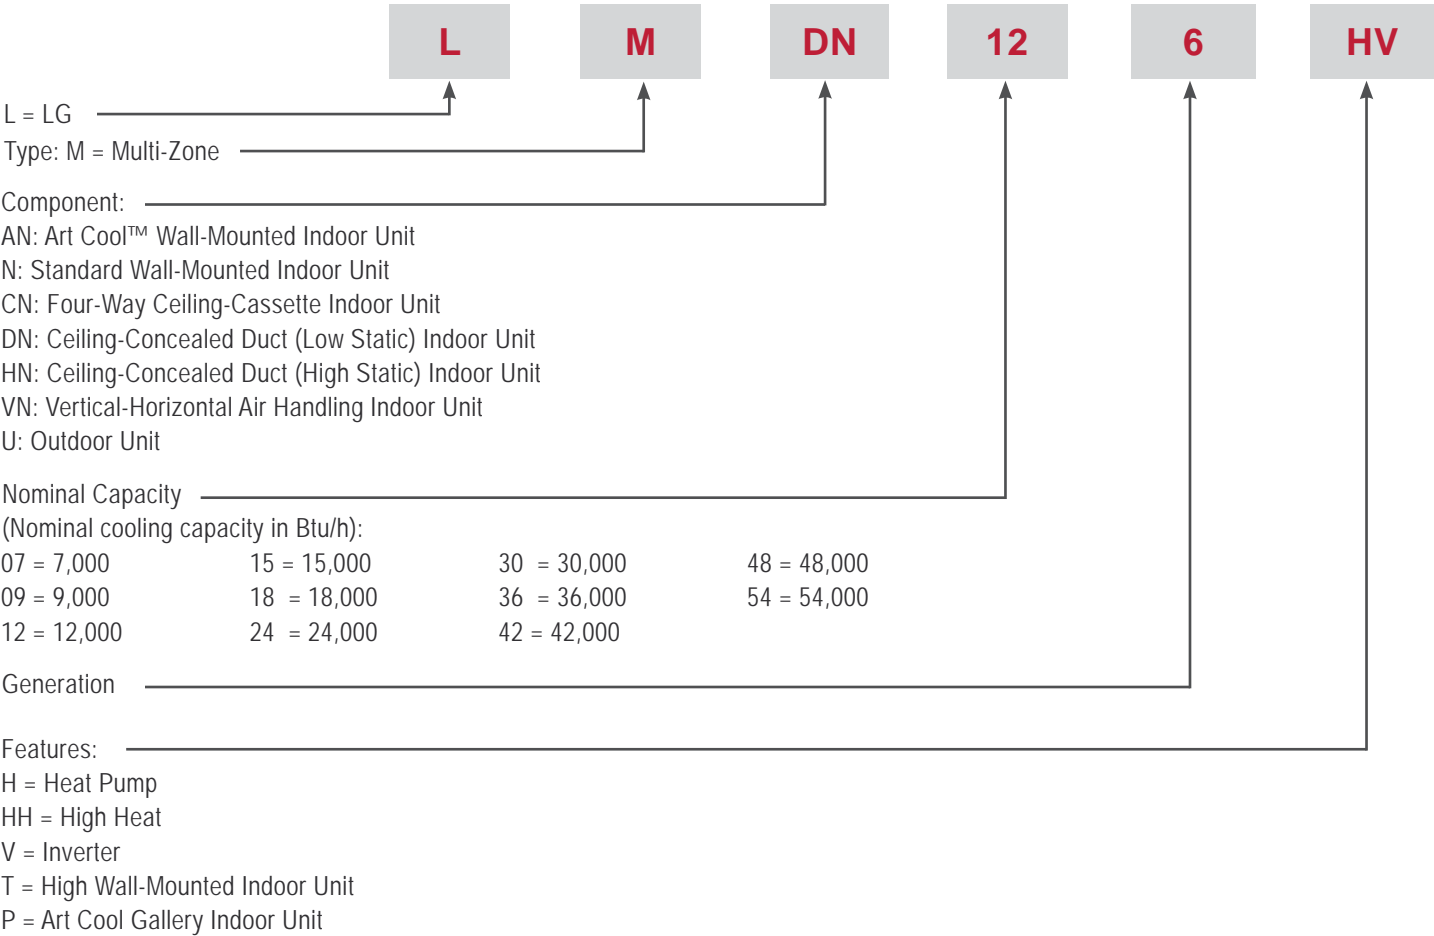 L M DN 12 6 HV
L = LG
Type: M = Multi-Zone
Component:
AN: Art Cool™ Wall-Mounted Indoor Unit
N: Standard Wall-Mounted Indoor Unit
CN: Four-Way Ceiling-Cassette Indoor Unit
DN: Ceiling-Concealed Duct (Low Static) Indoor Unit
HN: Ceiling-Concealed Duct (High Static) Indoor Unit
VN: Vertical-Horizontal Air Handling Indoor Unit
U: Outdoor Unit
Nominal Capacity
(Nominal cooling capacity in Btu/h):
07 = 7,000 15 = 15,000 30 = 30,000 48 = 48,000
09 = 9,000 18 = 18,000 36 = 36,000 54 = 54,000
12 = 12,000 24 = 24,000 42 = 42,000
Generation
Features:
H = Heat Pump
HH = High Heat
V = Inverter
T = High Wall-Mounted Indoor Unit
P = Art Cool Gallery Indoor Unit